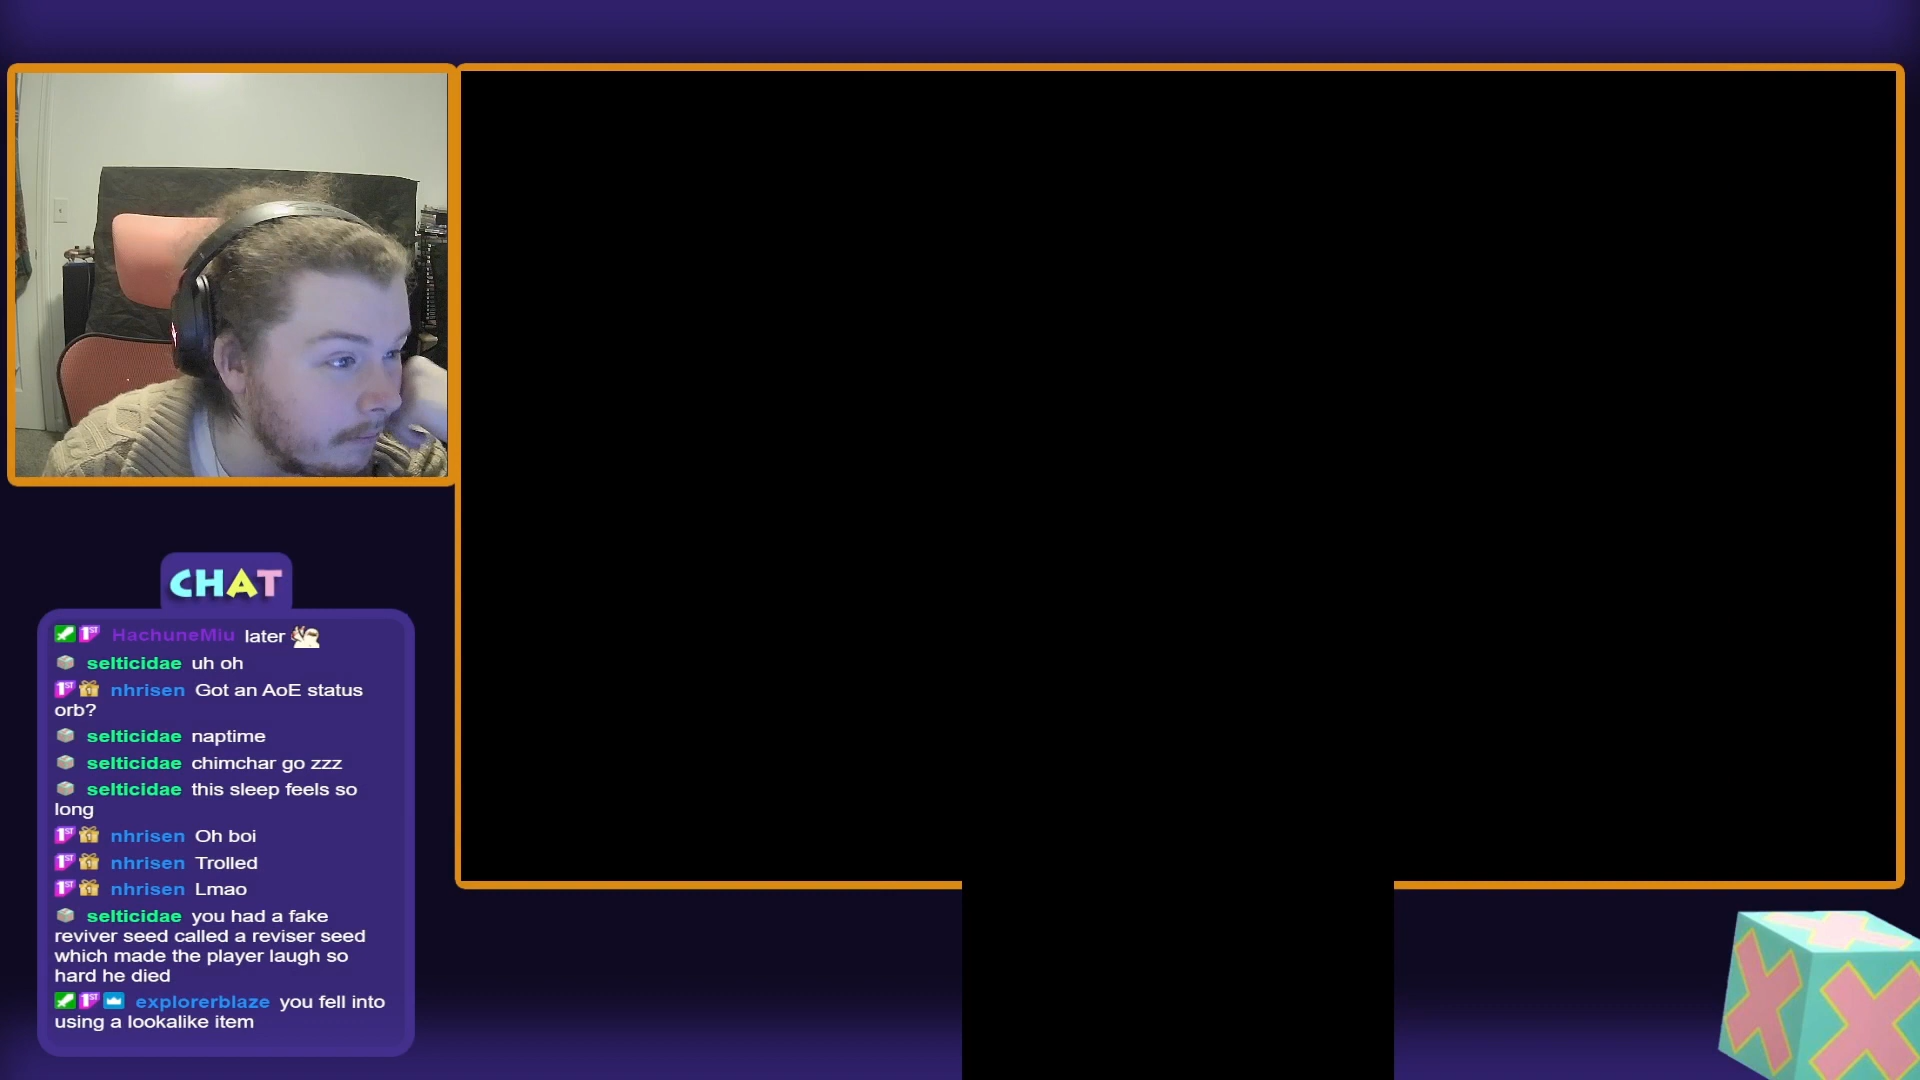 CHAT
HachuneMiu later
selticidae uh oh
nhrisen Got an AoE status
orb?
selticidae naptime
selticidae chimchar go zzz
selticidae this sleep feels so
long
nhrisen Oh boi
nhrisen Trolled
nhrisen Lmao
selticidae you had a fake
reviver seed called a reviser seed
which made the player laugh so
hard he died
explorerblaze you fell into
using a lookalike item